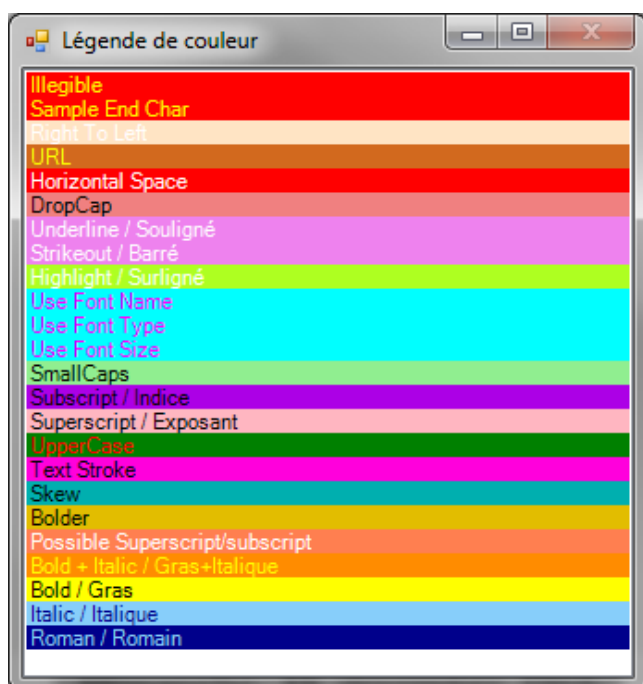 Légende de couleur
Illegible
Sample End Char
Right To Left
URL
Horizontal Space
DropCap
Underline / Souligné
Strikeout / Barré
Highlight / Surligné
Use Font Name
Use Font Type
Use Font Size
SmallCaps
Subscript / Indice
Superscript / Exposant
UpperCase
Text Stroke
Skew
Bolder
Possible Superscript/subscript
Bold + Italic / Gras+Italique
Bold / Gras
Italic / Italique
Roman / Romain